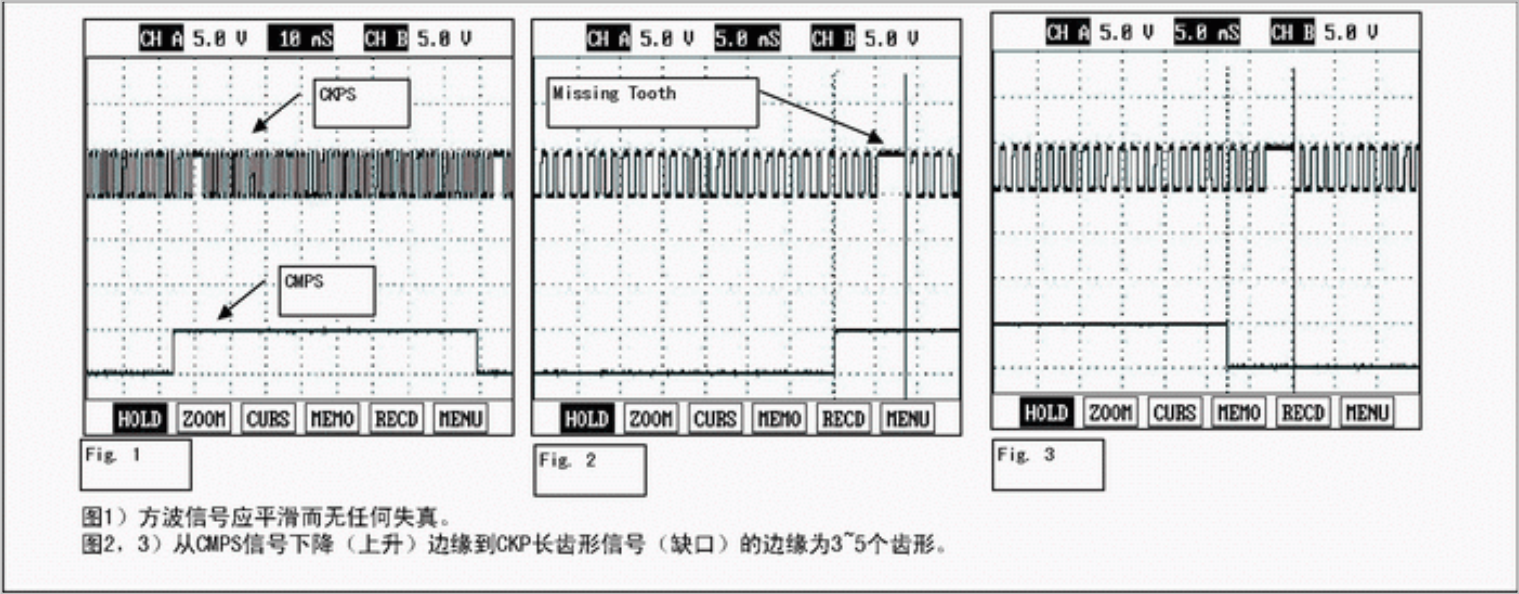 CH A 5.0 V 10 mS CH B 5.0 V
CKPS
CMPS
HOLD ZOOM CURS MEMO RECD MENU
Fig. 1
CH A 5.0 V 5.0 mS CH B 5.0 V
Missing Tooth
HOLD ZOOM CURS MEMO RECD MENU
Fig. 2
CH A 5.0 V 5.0 mS CH B 5.0 V
HOLD ZOOM CURS MEMO RECD MENU
Fig. 3
图1）方波信号应平滑而无任何失真。
图2，3）从CMPS信号下降（上升）边缘到CKP长齿形信号（缺口）的边缘为3~5个齿形。